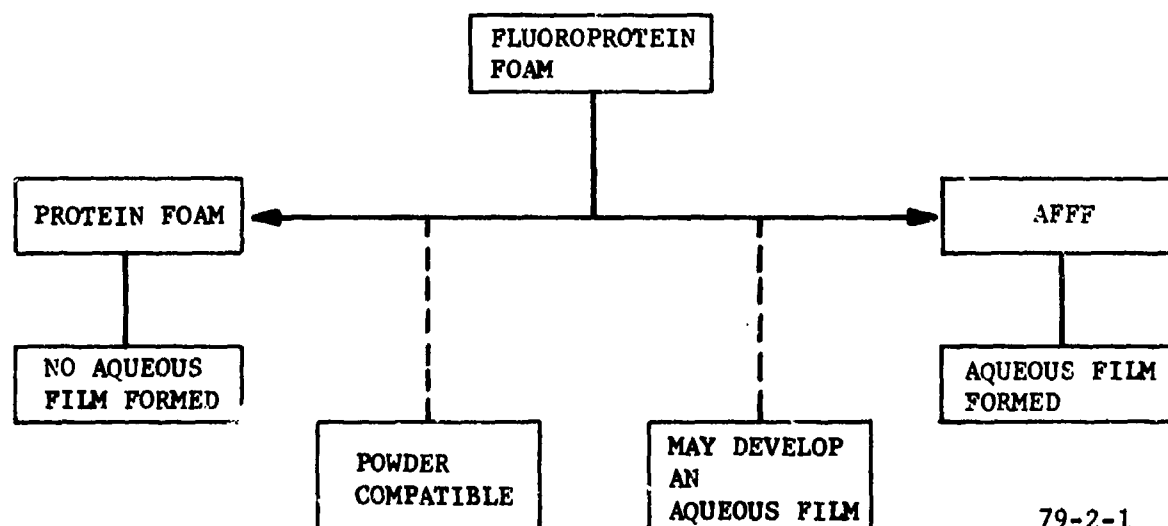 FLUOROPROTEIN
FOAM
PROTEIN FOAM
AFFF
NO AQUEOUS
FILM FORMED
AQUEOUS FILM
FORMED
POWDER
COMPATIBLE
MAY DEVELOP
AN
AQUEOUS FILM
79-2-1